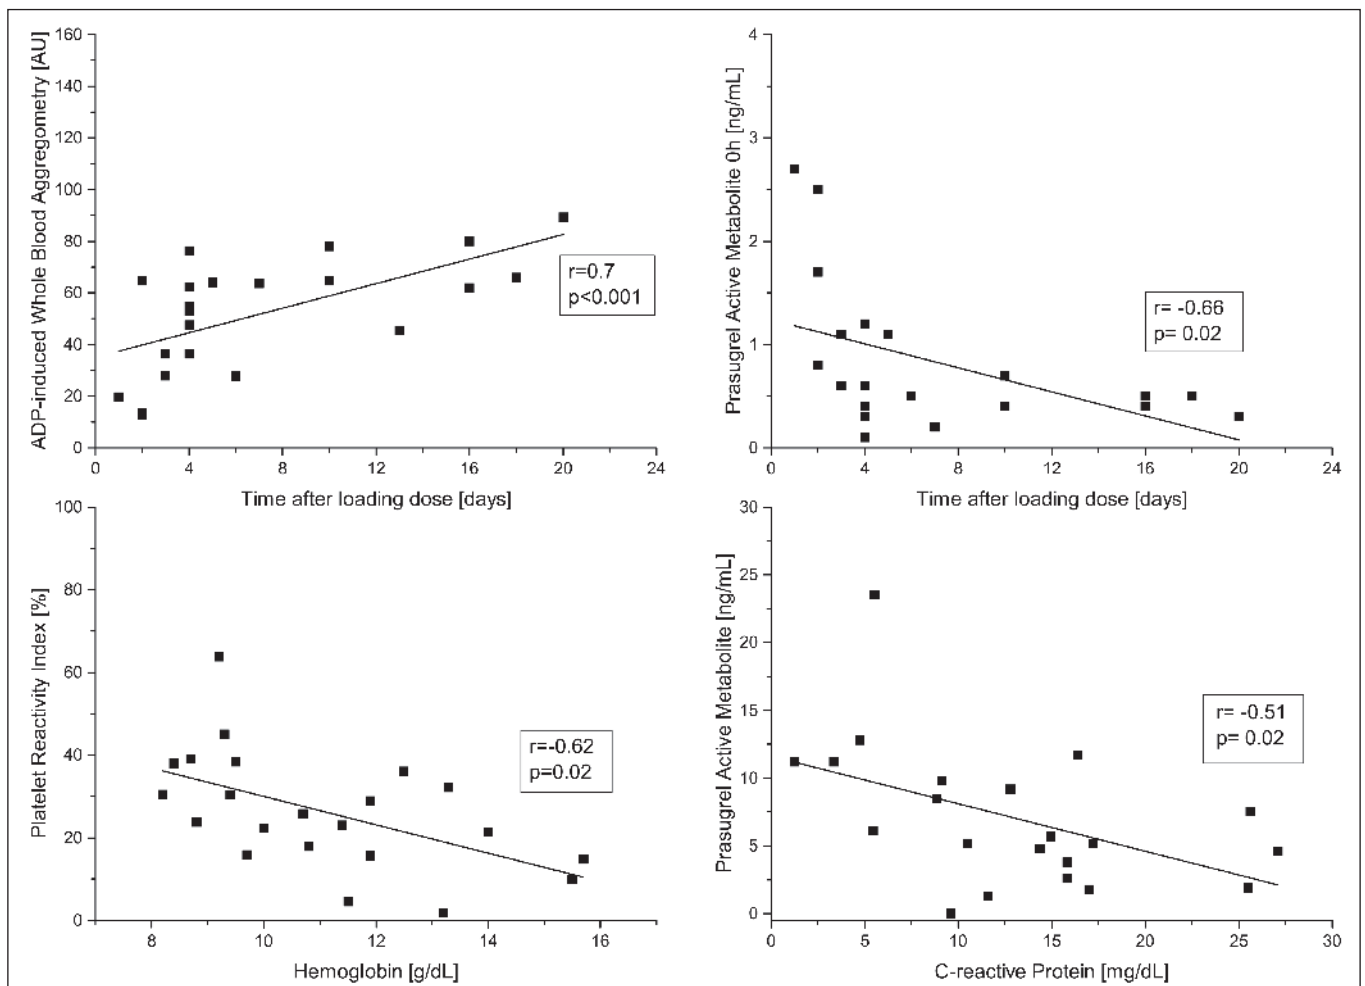 ADP-induced Whole Blood Aggregometry [AU]
160
140
120
100
80
60
40
20
0
r=0.7
p<0.001
0 4 8 12 16 20 24
Time after loading dose [days]
Prasugrel Active Metabolite 0h [ng/mL]
4
3
2
1
0
r= -0.66
p= 0.02
0 4 8 12 16 20 24
Time after loading dose [days]
Platelet Reactivity Index [%]
100
80
60
40
20
0
r=-0.62
p=0.02
8 10 12 14 16
Hemoglobin [g/dL]
Prasugrel Active Metabolite [ng/mL]
30
25
20
15
10
5
0
r= -0.51
p= 0.02
0 5 10 15 20 25 30
C-reactive Protein [mg/dL]